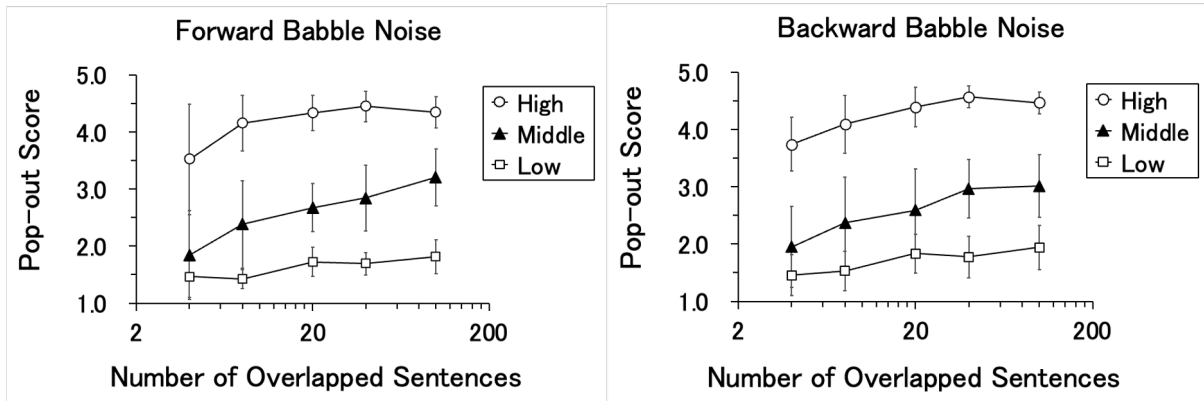 Forward Babble Noise
Pop-out Score
5.0
4.0
3.0
2.0
1.0
2
20
200
Number of Overlapped Sentences
High
Middle
Low
Backward Babble Noise
Pop-out Score
5.0
4.0
3.0
2.0
1.0
2
20
200
Number of Overlapped Sentences
High
Middle
Low